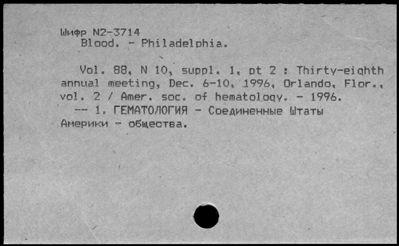 Шифр N2-3714
Blood. - Philadelphia.
Vol. 88, N 10, suppl. 1, pt 2 : Thirty-eighth
annual meeting, Dec. 6-10, 1996, Orlando, Flor.,
vol. 2 / Amer. soc. of hematology. - 1996.
-- 1. ГЕМАТОЛОГИЯ - Соединенные Штаты
Америки - общества.